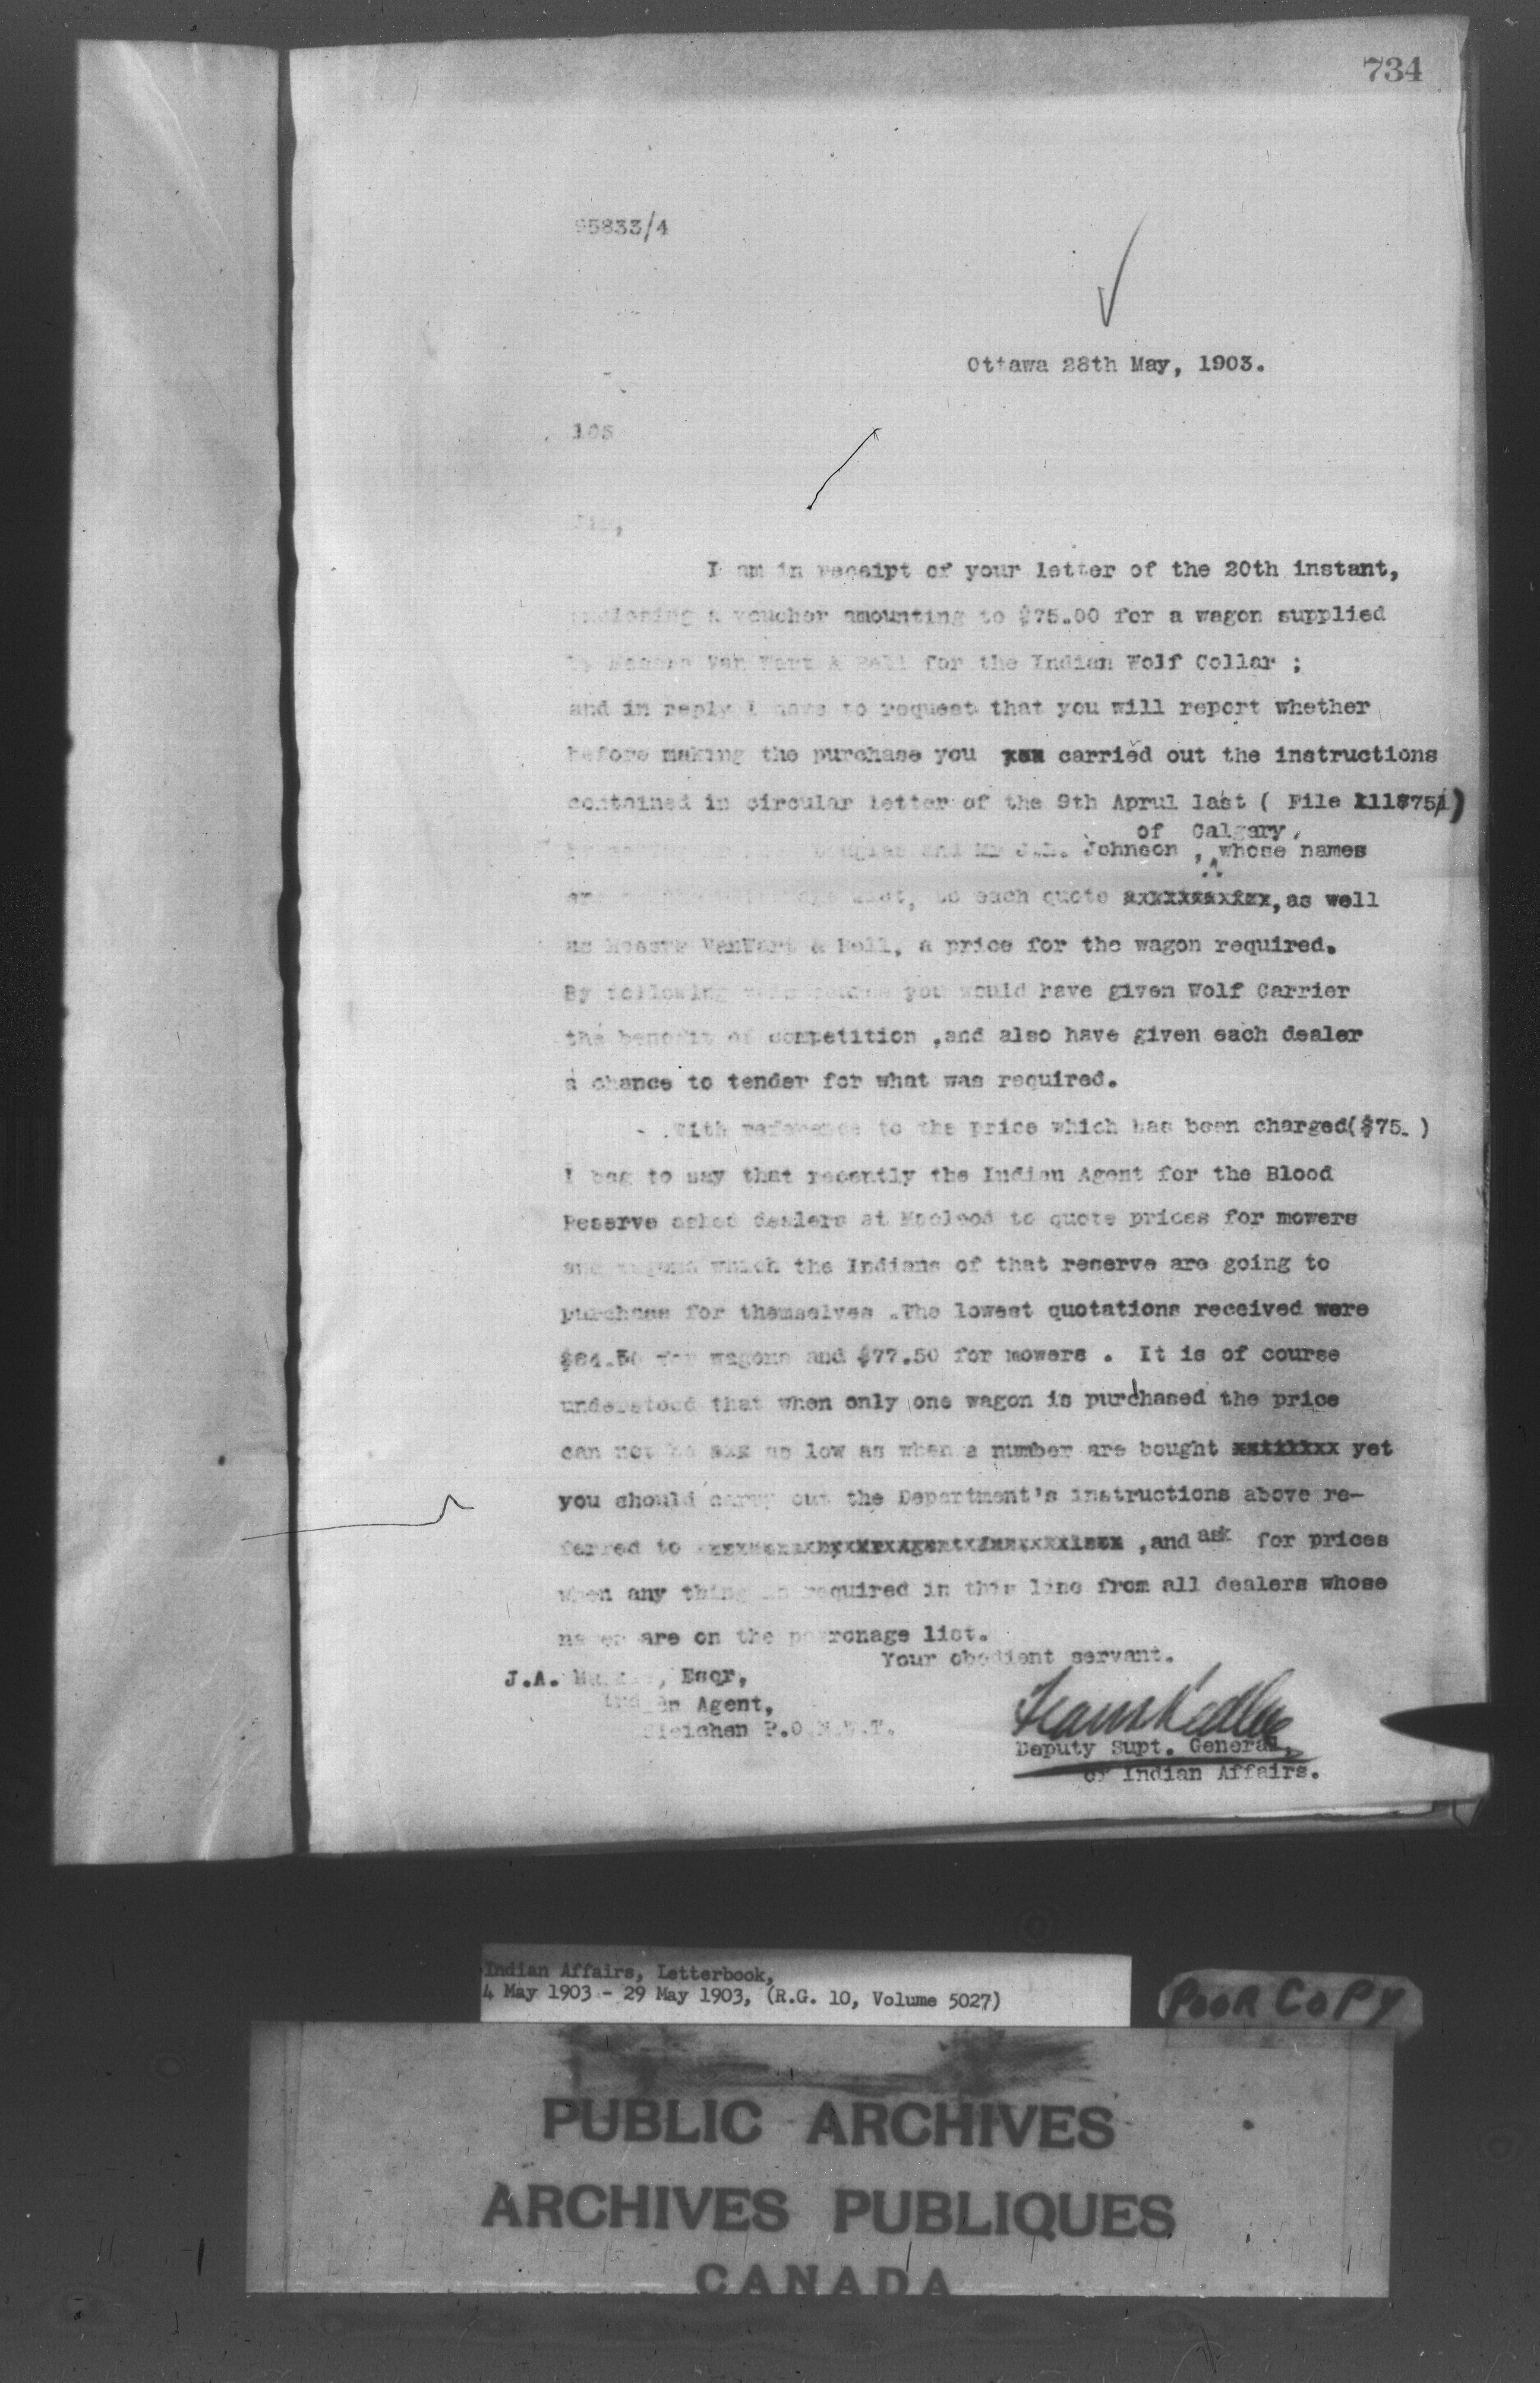 734
95833/4
Ottawa 28th May, 1903.
105
Sir,
I am in receipt of your letter of the 20th instant,
enclosing a voucher amounting to $75.00 for a wagon supplied
by Messrs Van Wart & Bell for the Indian Wolf Collar ;
and in reply I have to request that you will report whether
before making the purchase you xxx carried out the instructions
contained in circular letter of the 9th Aprul last ( File
of Calgary,
Douglas and Mr J.L. Johnson , whose names
are list, to each quote , as well
as Messrs VanWart & Bell, a price for the wagon required.
By following this course you would have given Wolf Carrier
the benefit of competition ,and also have given each dealer
a chance to tender for what was required.
With reference to the price which has been charged($75. )
I beg to say that recently the Indian Agent for the Blood
Reserve asked dealers at Macleod to quote prices for mowers
and wagons which the Indians of that reserve are going to
purchase for themselves .The lowest quotations received were
for wagons and $77.50 for mowers . It is of course
understood that when only one wagon is purchased the price
can not be as low as when a number are bought yet
you should carry out the Department's instructions above re-
ferred to ,and ask for prices
when any thing is required in this line from all dealers whose
names are on the patronage list.
Your obedient servant.
J.A. Esqr,
Indian Agent,
Gleichen P.O.N.W.T.
Deputy Supt. General,
of Indian Affairs.
Indian Affairs, Letterbook,
4 May 1903 - 29 May 1903, (R.G. 10, Volume 5027)
POOR COPY
PUBLIC ARCHIVES
ARCHIVES PUBLIQUES
CANADA